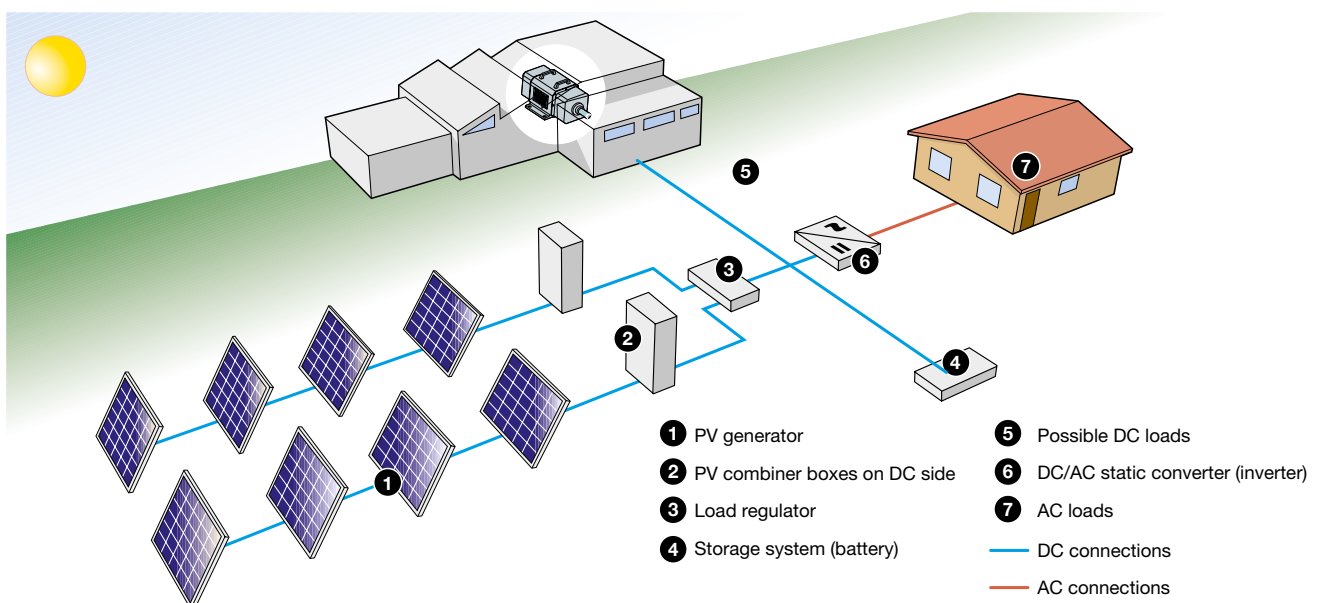 5
7
6
3
2
4
1
1 PV generator
2 PV combiner boxes on DC side
3 Load regulator
4 Storage system (battery)
5 Possible DC loads
6 DC/AC static converter (inverter)
7 AC loads
DC connections
AC connections